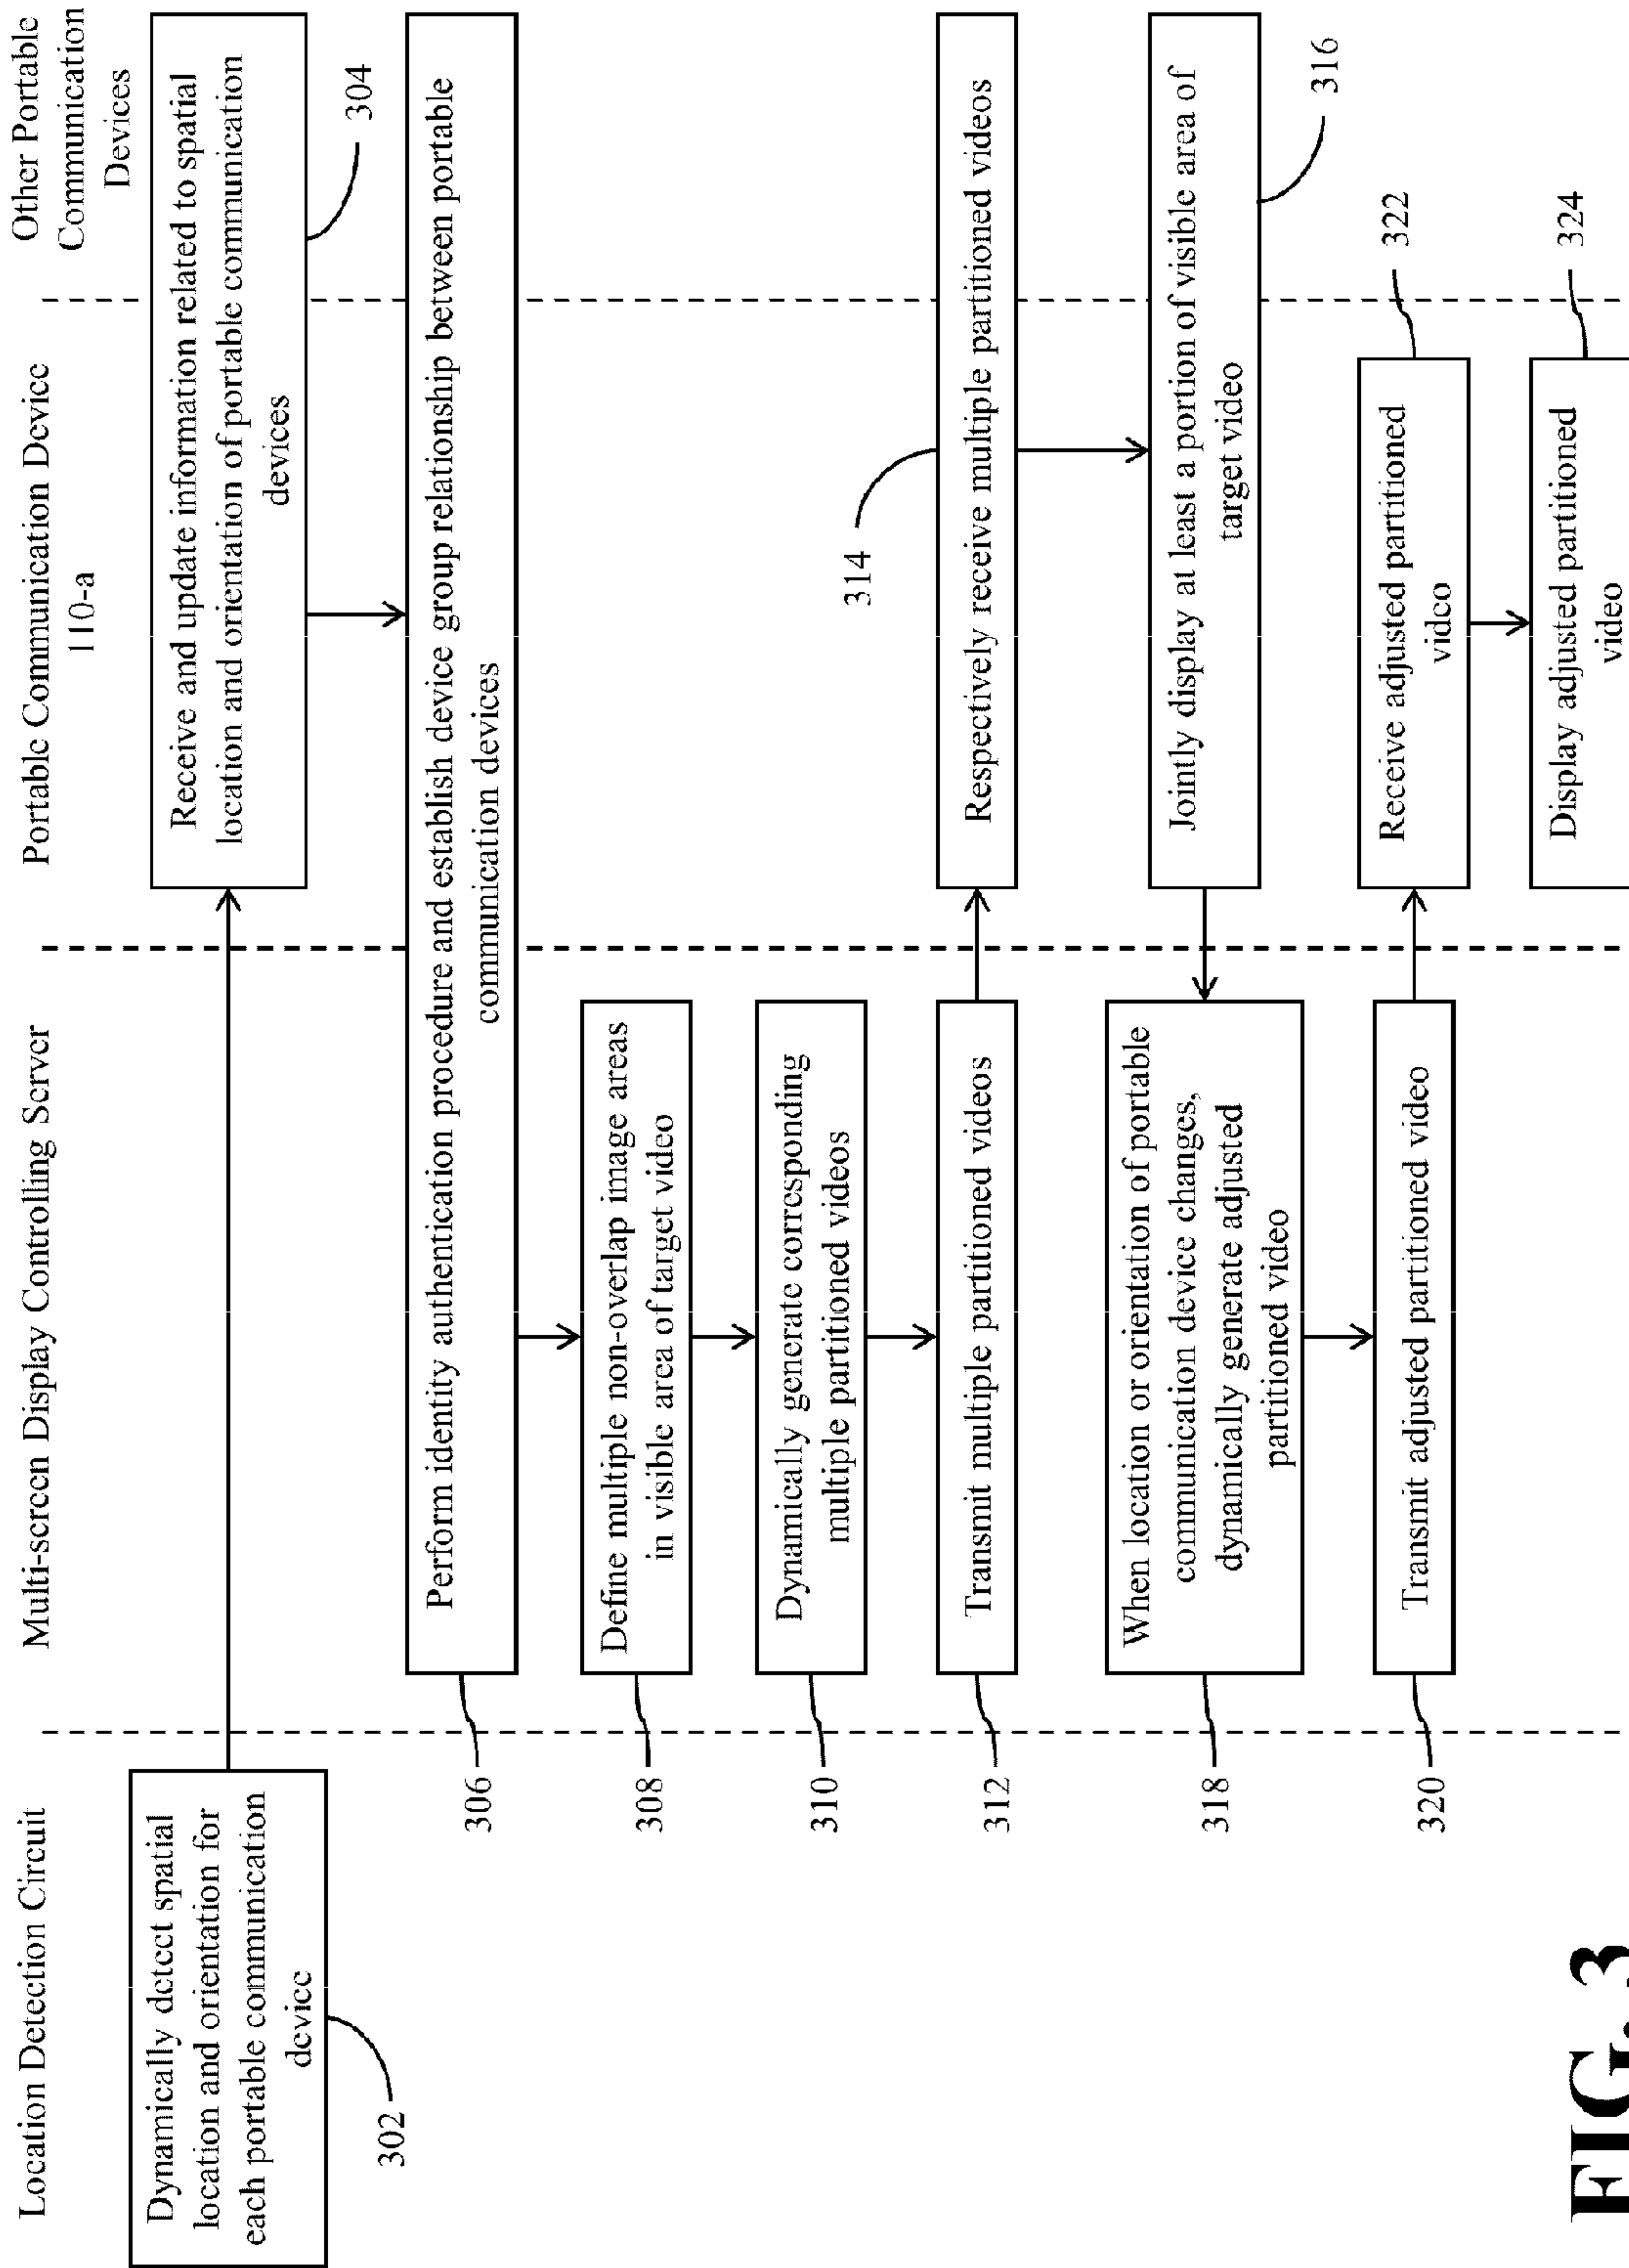 Location Detection Circuit
Multi-screen Display Controlling Server
Portable Communication Device
110-a
Other Portable
Communication
Devices
Dynamically detect spatial
location and orientation for
each portable communication
device
302
Receive and update information related to spatial
location and orientation of portable communication
devices
304
Perform identity authentication procedure and establish device group relationship between portable
communication devices
306
Define multiple non-overlap image areas
in visible area of target video
308
Dynamically generate corresponding
multiple partitioned videos
310
Transmit multiple partitioned videos
312
Respectively receive multiple partitioned videos
314
Jointly display at least a portion of visible area of
target video
316
When location or orientation of portable
communication device changes,
dynamically generate adjusted
partitioned video
318
Transmit adjusted partitioned video
320
Receive adjusted partitioned
video
322
Display adjusted partitioned
video
324
FIG. 3